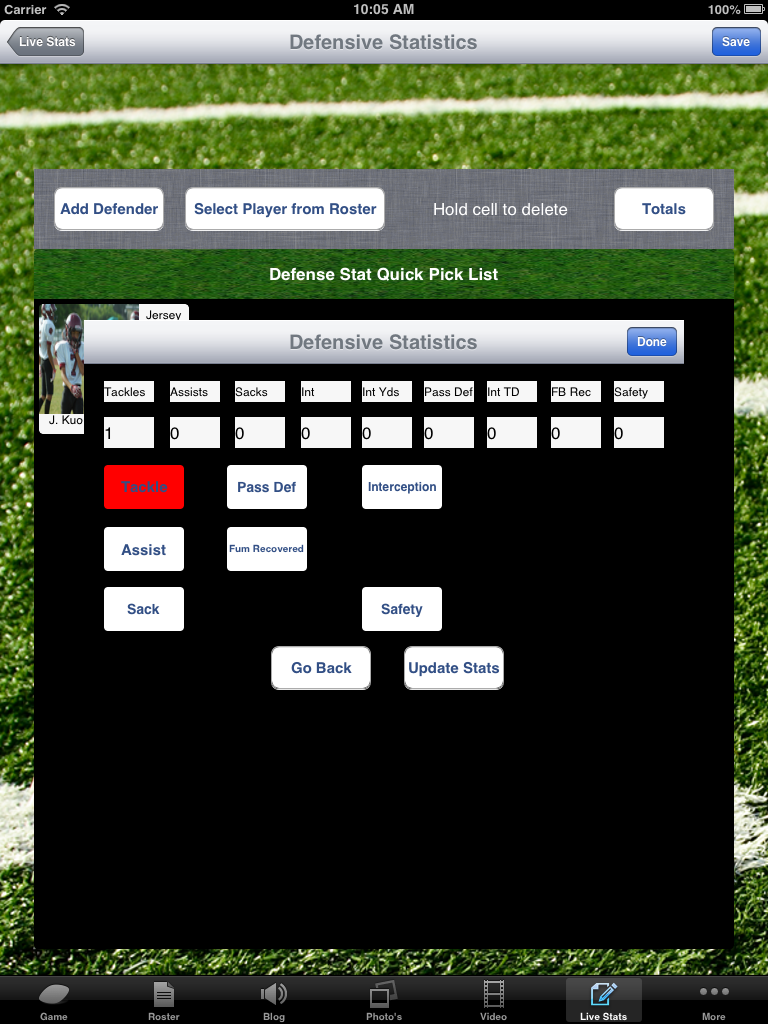 Carrier 10:05 AM 100%
Live Stats Defensive Statistics Save
Add Defender Select Player from Roster Hold cell to delete Totals
Defense Stat Quick Pick List
Jersey
J. Kuo
Defensive Statistics Done
Tackles Assists Sacks Int Int Yds Pass Def Int TD FB Rec Safety
1 0 0 0 0 0 0 0 0
Tackle Pass Def Interception
Assist Fum Recovered
Sack Safety
Go Back Update Stats
Game Roster Blog Photo's Video Live Stats More